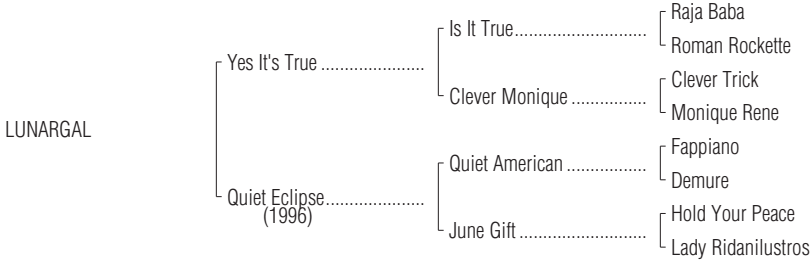 Raja Baba
Is It True..............................
Roman Rockette
Yes It's True .......................
Clever Trick
Clever Monique .................
Monique Rene
LUNARGAL
Fappiano
Quiet American ..................
Demure
Quiet Eclipse......................
(1996)
Hold Your Peace
June Gift .............................
Lady Ridanilustros